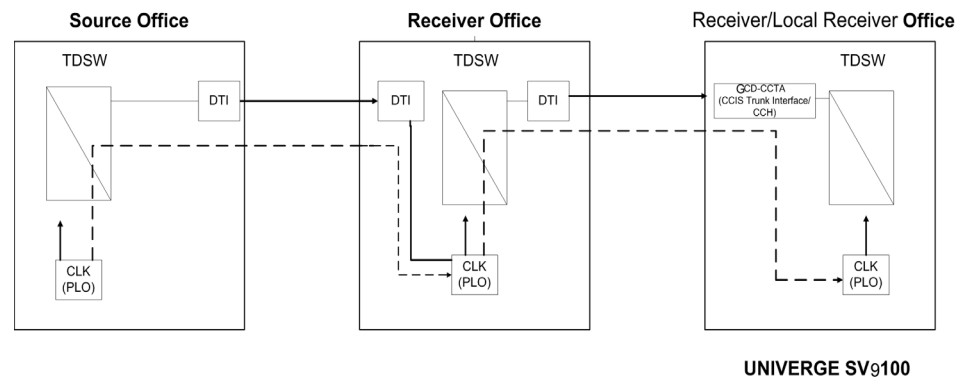 Source Office
Receiver Office
Receiver/Local Receiver Office
TDSW
TDSW
TDSW
DTI
DTI
DTI
GCD-CCTA
(CCIS Trunk Interface/
CCH)
CLK
(PLO)
CLK
(PLO)
CLK
(PLO)
UNIVERGE SV9100